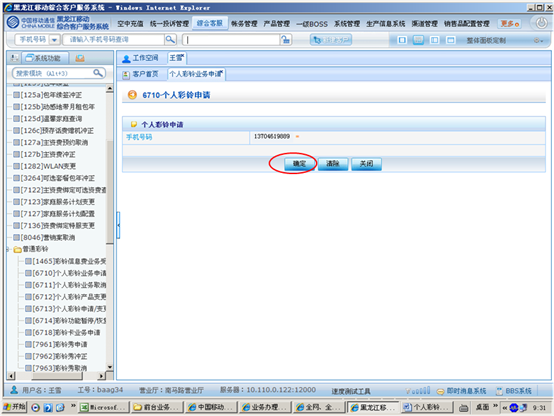 黑龙江移动综合客户服务系统 - Windows Internet Explorer
中国移动通信
CHINA MOBILE
黑龙江移动
综合客户服务系统
空中充值 统一投诉管理 综合客服 帐务管理 产品管理 一级BOSS 系统管理 生产信息系统 渠道管理 销售品配置管理 更多
手机号码 请输入手机号码查询 整体面板定制
系统功能 工作空间 王雪
搜索模块 (Alt+3) 客户首页 个人彩铃业务申请
[125a]包年续签冲正
[125b]动感地带月租包年
[125d]温馨家庭查询
[126c]预存话费赠机冲正
[127a]主资费预约取消
[127b]主资费冲正
[1282]WLAN变更
[3264]可选套餐包年冲正
[7122]主资费绑定可选资费查
[7123]家庭服务计划变更
[7127]家庭服务计划配置
[7136]资费绑定特服变更
[8046]营销案取消
普通彩铃
[1465]彩铃信息费业务受
[6710]个人彩铃业务申请
[6711]个人彩铃业务取消
[6712]个人彩铃产品变更
[6713]个人彩铃申请/变更
[6714]彩铃功能暂停/恢复
[6718]彩铃卡业务申请
[7961]彩铃秀申请
[7962]彩铃秀冲正
[7963]彩铃秀取消
6710-个人彩铃申请
个人彩铃申请
手机号码 13704619889 *
确定 清除 关闭
用户名：王雪 工号：baag34 营业厅：南马路营业厅 服务器：10.110.0.122:12000 速度测试工具 即时消息系统 BBS系统
开始 Microsof... 前台业务... 中国移动... 业务办理... 全网、全... 黑龙江移... 个人彩铃... 桌面 9:31